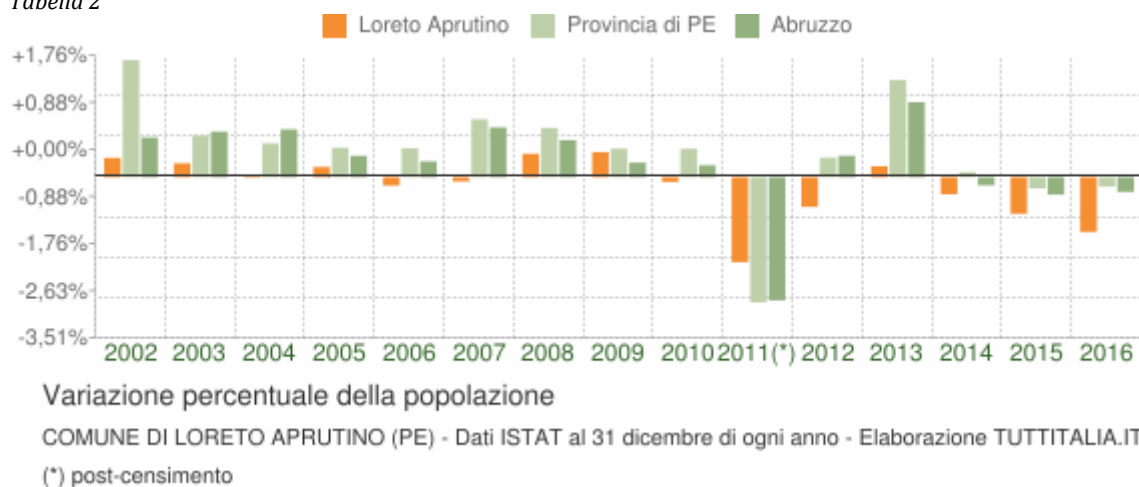 Tabella 2
Loreto Aprutino Provincia di PE Abruzzo
+1,76%
+0,88%
+0,00%
-0,88%
-1,76%
-2,63%
-3,51%
2002 2003 2004 2005 2006 2007 2008 2009 2010 2011(*) 2012 2013 2014 2015 2016
Variazione percentuale della popolazione
COMUNE DI LORETO APRUTINO (PE) - Dati ISTAT al 31 dicembre di ogni anno - Elaborazione TUTTITALIA.IT
(*) post-censimento